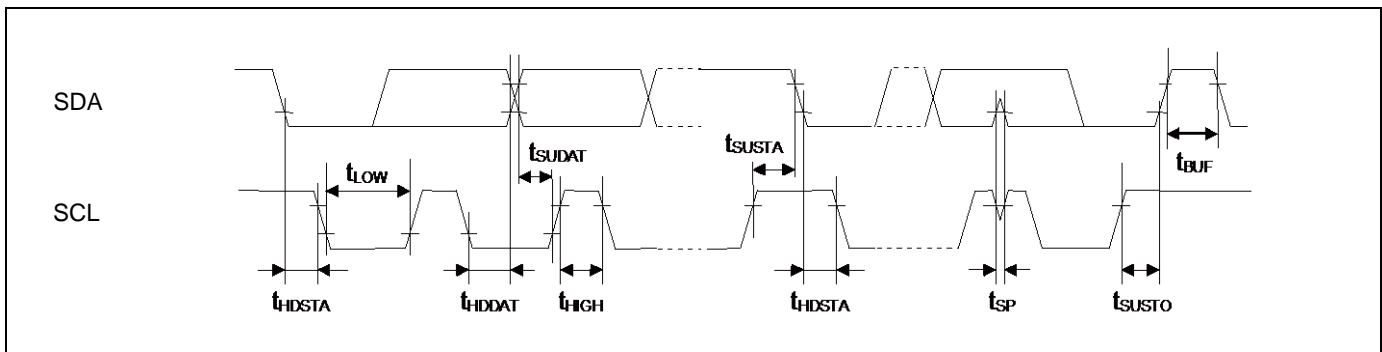 SDA
tSUDAT
tSUSTA
tBUF
tLOW
SCL
tHDSTA
tHDDAT
tHIGH
tHDSTA
tSP
tSUSTO